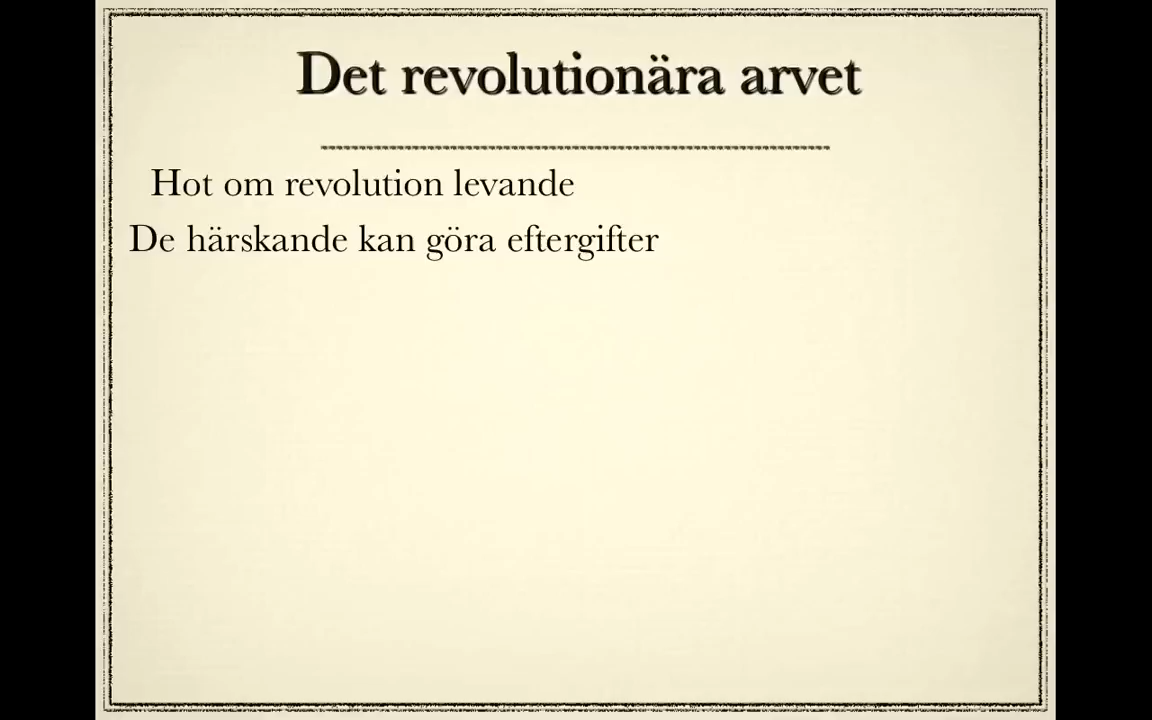 Det revolutionära arvet
Hot om revolution levande
De härskande kan göra eftergifter